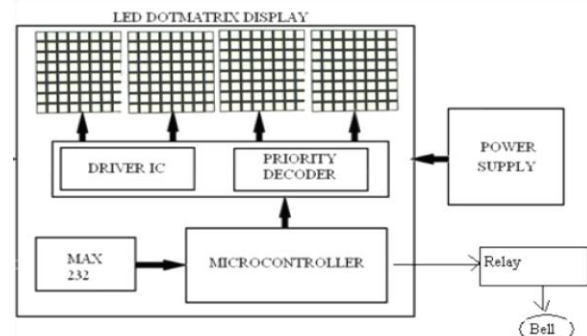 LED DOTMATRIX DISPLAY
DRIVER IC
PRIORITY
DECODER
POWER
SUPPLY
MAX
232
MICROCONTROLLER
Relay
Bell